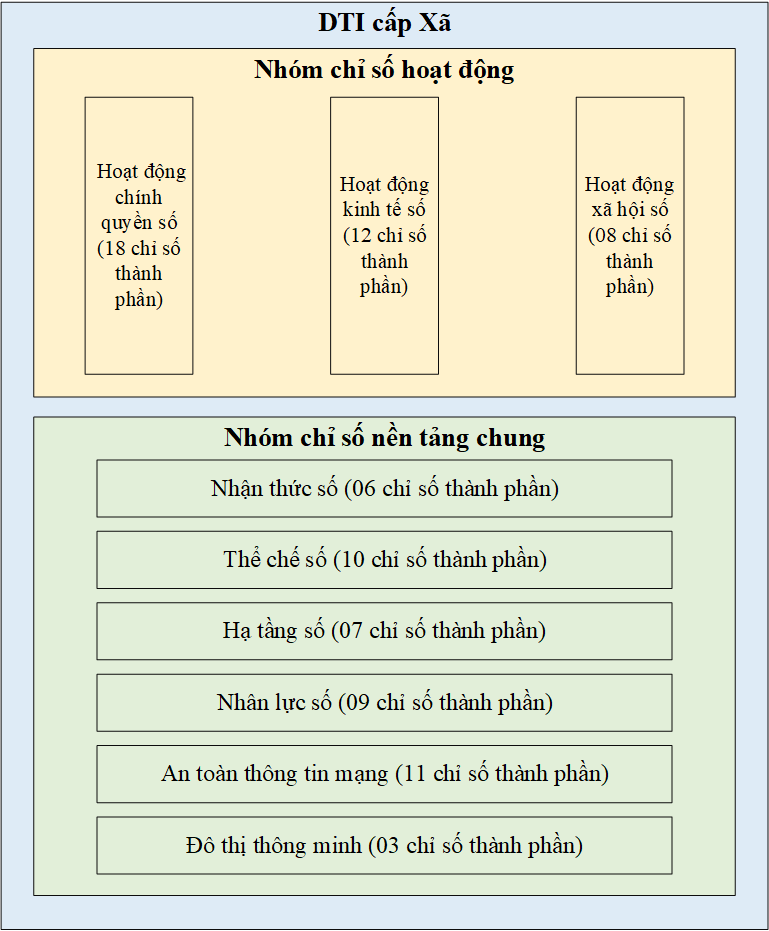 DTI cấp Xã
Nhóm chỉ số hoạt động
Hoạt động
chính
quyền số
(18 chỉ số
thành
phần)
Hoạt động
kinh tế số
(12 chỉ số
thành
phần)
Hoạt động
xã hội số
(08 chỉ số
thành
phần)
Nhóm chỉ số nền tảng chung
Nhận thức số (06 chỉ số thành phần)
Thể chế số (10 chỉ số thành phần)
Hạ tầng số (07 chỉ số thành phần)
Nhân lực số (09 chỉ số thành phần)
An toàn thông tin mạng (11 chỉ số thành phần)
Đô thị thông minh (03 chỉ số thành phần)